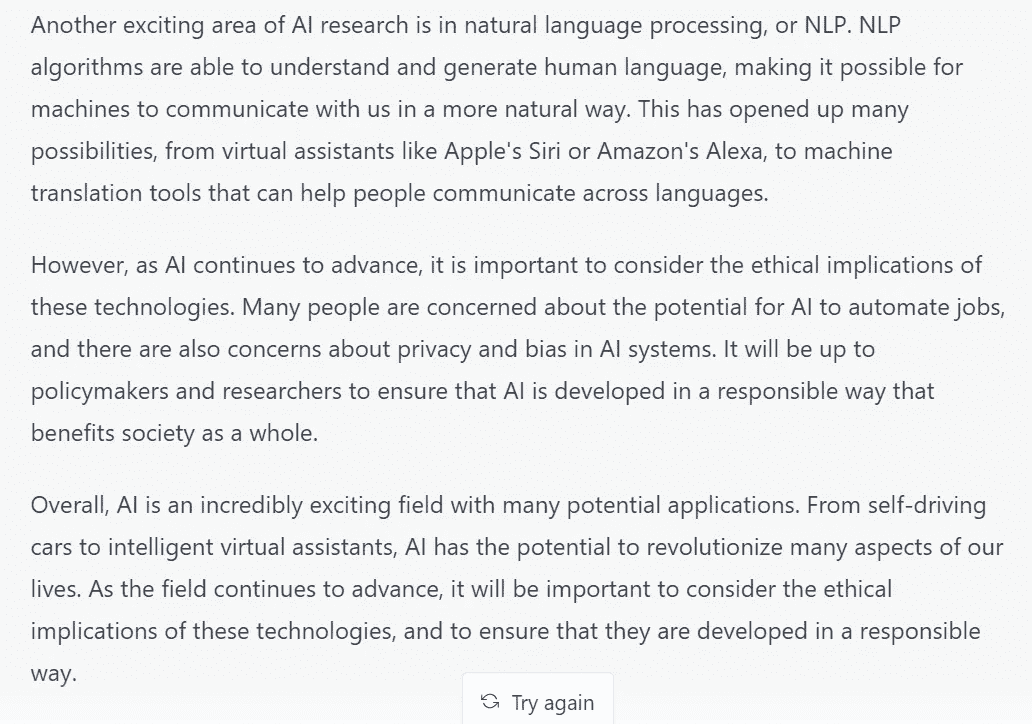 Another exciting area of AI research is in natural language processing, or NLP. NLP
algorithms are able to understand and generate human language, making it possible for
machines to communicate with us in a more natural way. This has opened up many
possibilities, from virtual assistants like Apple's Siri or Amazon's Alexa, to machine
translation tools that can help people communicate across languages.
However, as AI continues to advance, it is important to consider the ethical implications of
these technologies. Many people are concerned about the potential for AI to automate jobs,
and there are also concerns about privacy and bias in AI systems. It will be up to
policymakers and researchers to ensure that AI is developed in a responsible way that
benefits society as a whole.
Overall, AI is an incredibly exciting field with many potential applications. From self-driving
cars to intelligent virtual assistants, AI has the potential to revolutionize many aspects of our
lives. As the field continues to advance, it will be important to consider the ethical
implications of these technologies, and to ensure that they are developed in a responsible
way.
Try again